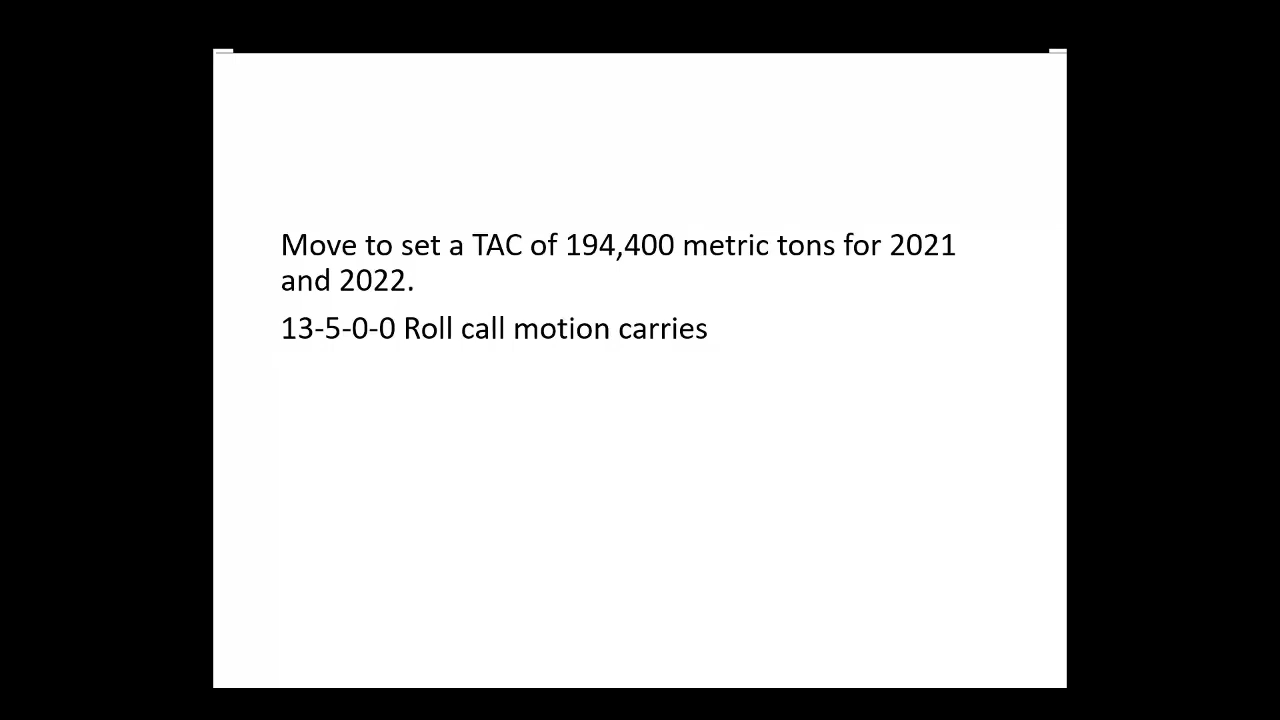 Move to set a TAC of 194,400 metric tons for 2021
and 2022.
13-5-0-0 Roll call motion carries